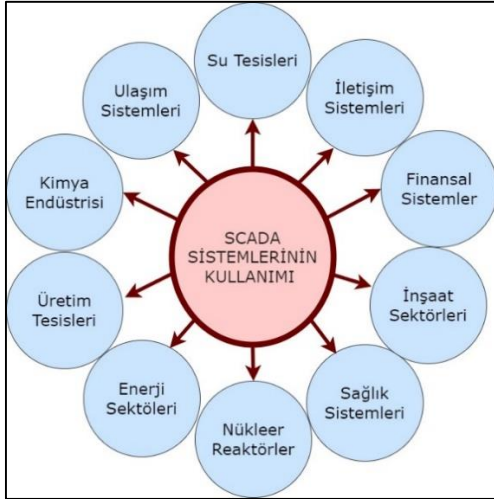 Su Tesisleri
İletişim
Sistemleri
Finansal
Sistemler
İnşaat
Sektörleri
Sağlık
Sistemleri
Nükleer
Reaktörler
Enerji
Sektöleri
Üretim
Tesisleri
Kimya
Endüstrisi
Ulaşım
Sistemleri
SCADA
SİSTEMLERİNİN
KULLANIMI